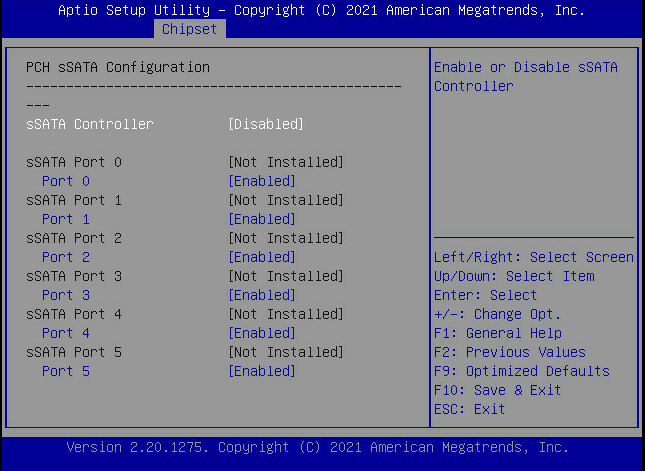 Aptio Setup Utility – Copyright (C) 2021 American Megatrends, Inc.
Chipset
PCH sSATA Configuration
-----------------------------------------------
---
sSATA Controller [Disabled]
sSATA Port 0 [Not Installed]
Port 0 [Enabled]
sSATA Port 1 [Not Installed]
Port 1 [Enabled]
sSATA Port 2 [Not Installed]
Port 2 [Enabled]
sSATA Port 3 [Not Installed]
Port 3 [Enabled]
sSATA Port 4 [Not Installed]
Port 4 [Enabled]
sSATA Port 5 [Not Installed]
Port 5 [Enabled]
Enable or Disable sSATA
Controller
Left/Right: Select Screen
Up/Down: Select Item
Enter: Select
+/-: Change Opt.
F1: General Help
F2: Previous Values
F9: Optimized Defaults
F10: Save & Exit
ESC: Exit
Version 2.20.1275. Copyright (C) 2021 American Megatrends, Inc.